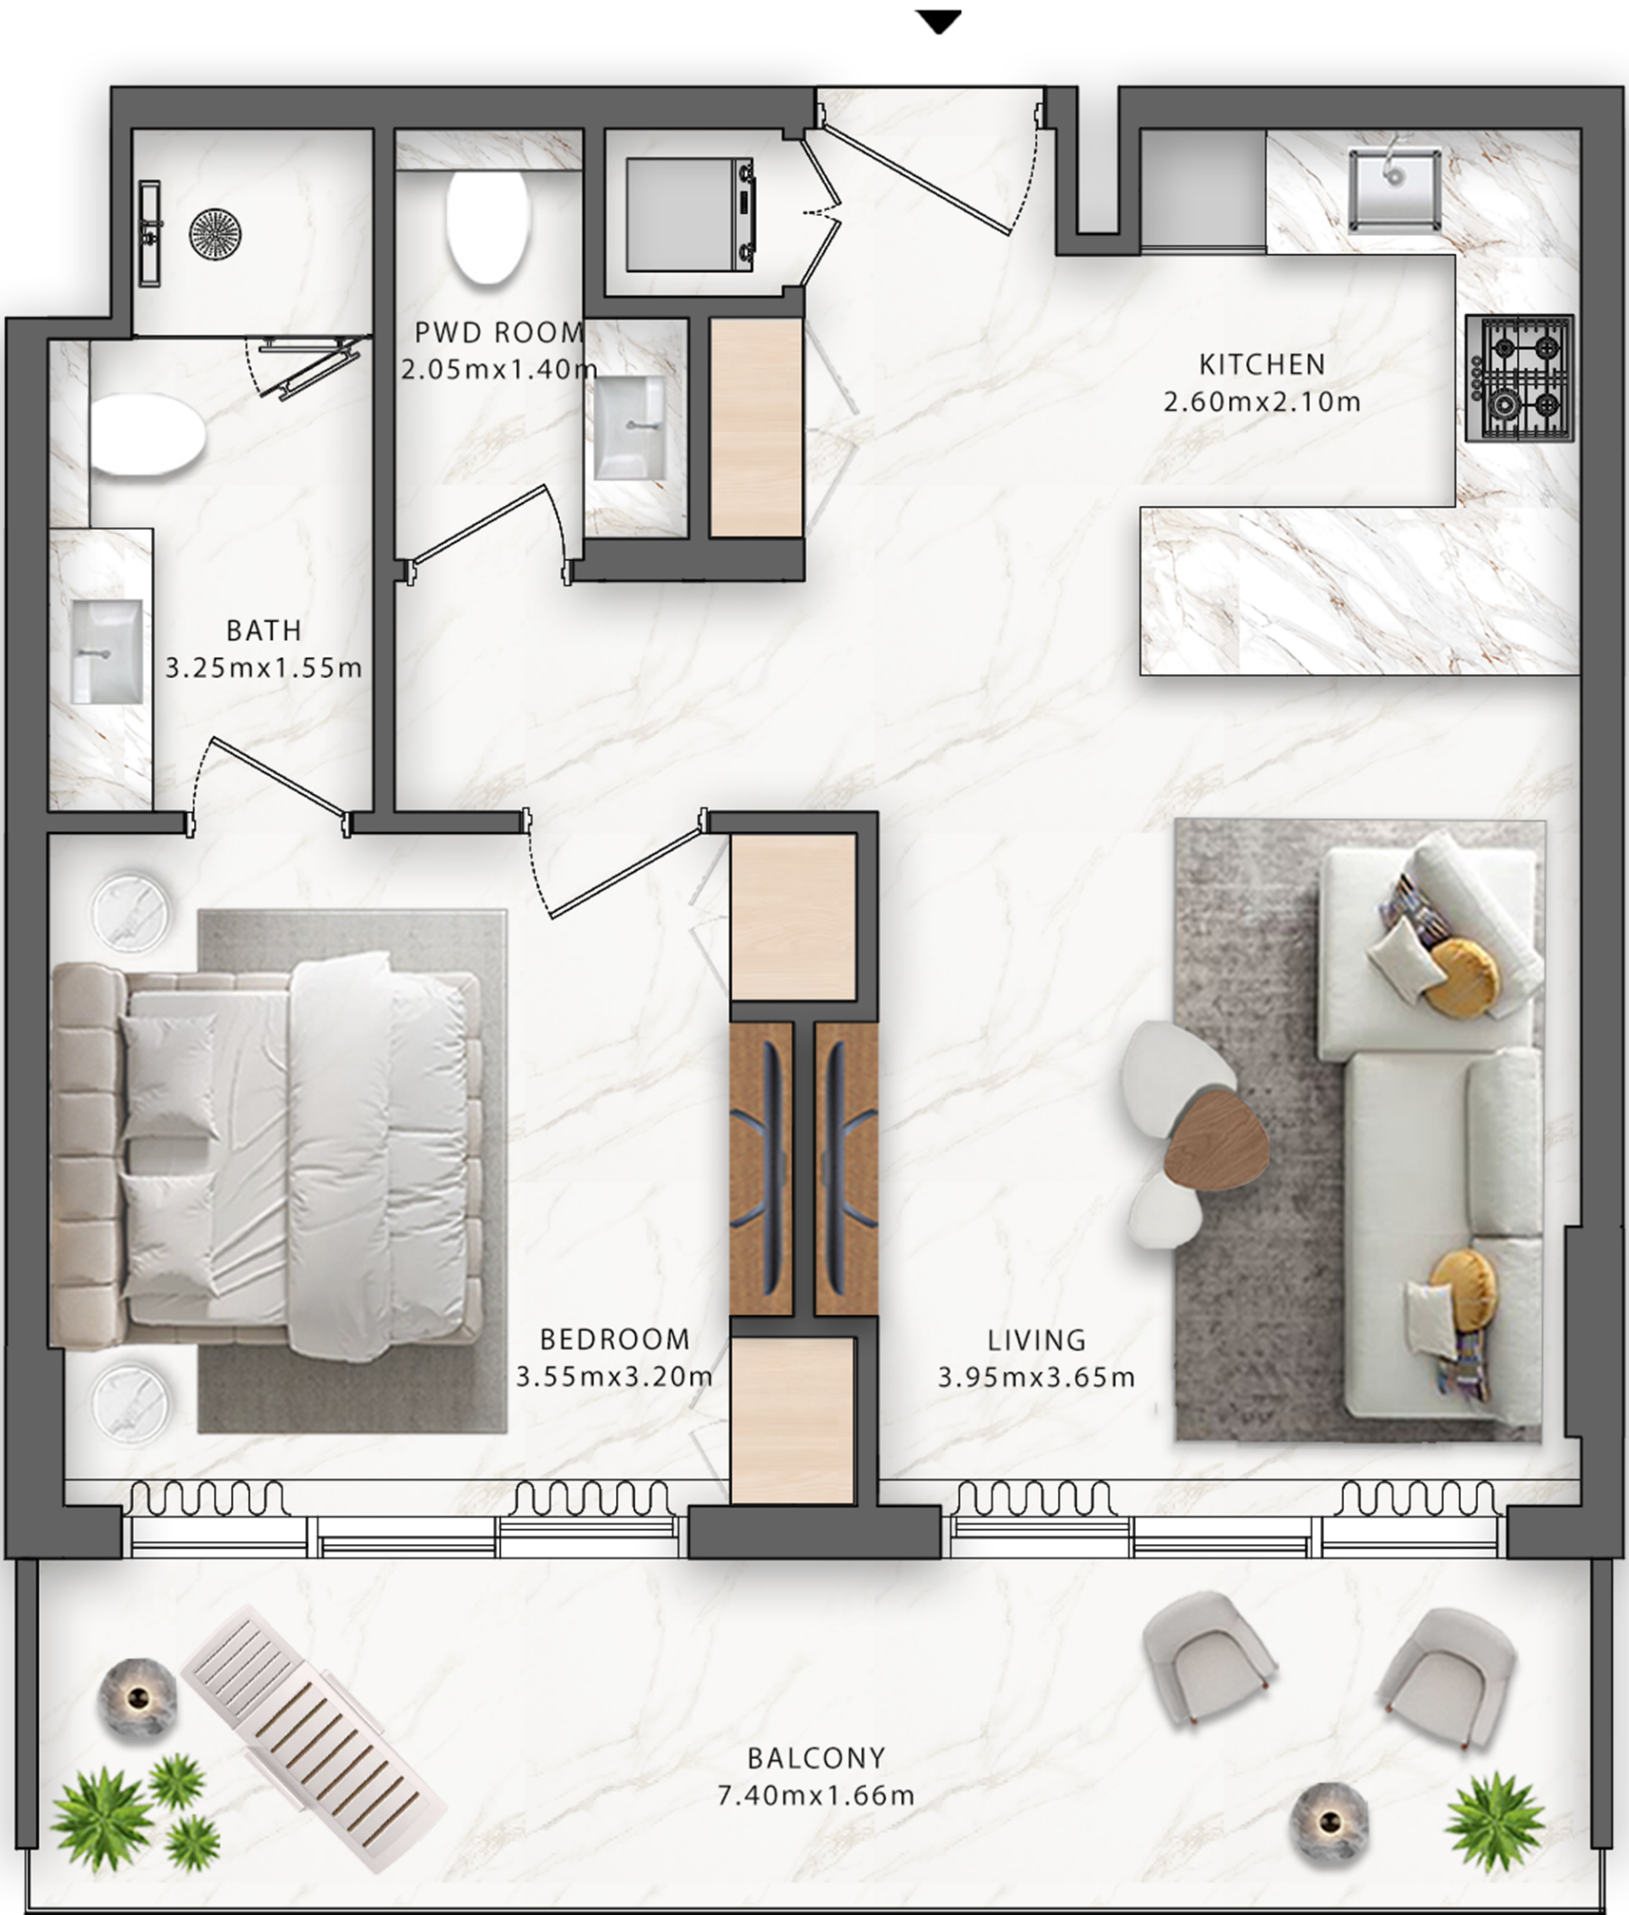 PWD ROOM
2.05mx1.40m
KITCHEN
2.60mx2.10m
BATH
3.25mx1.55m
BEDROOM
3.55mx3.20m
LIVING
3.95mx3.65m
BALCONY
7.40mx1.66m